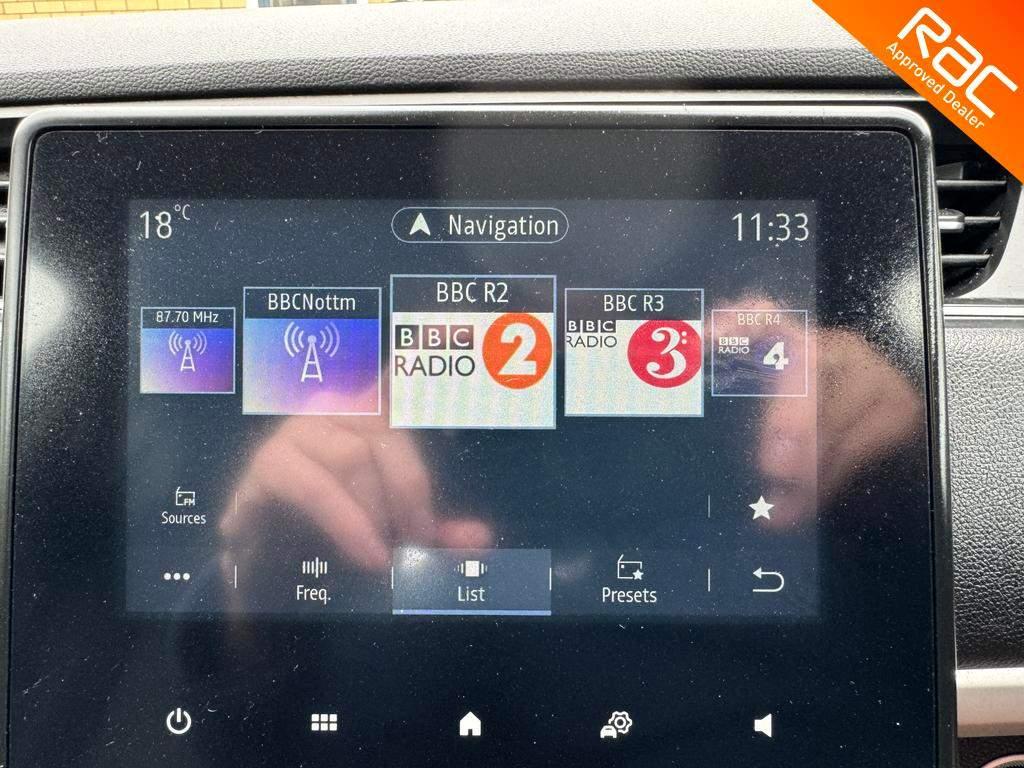 rac
Approved Dealer
18°C
Navigation
11:33
87.70 MHz
BBCNottm
BBC R2
BBC
RADIO 2
BBC R3
BBC
RADIO 3
BBC R4
BBC
RADIO 4
FM
Sources
Freq.
List
Presets